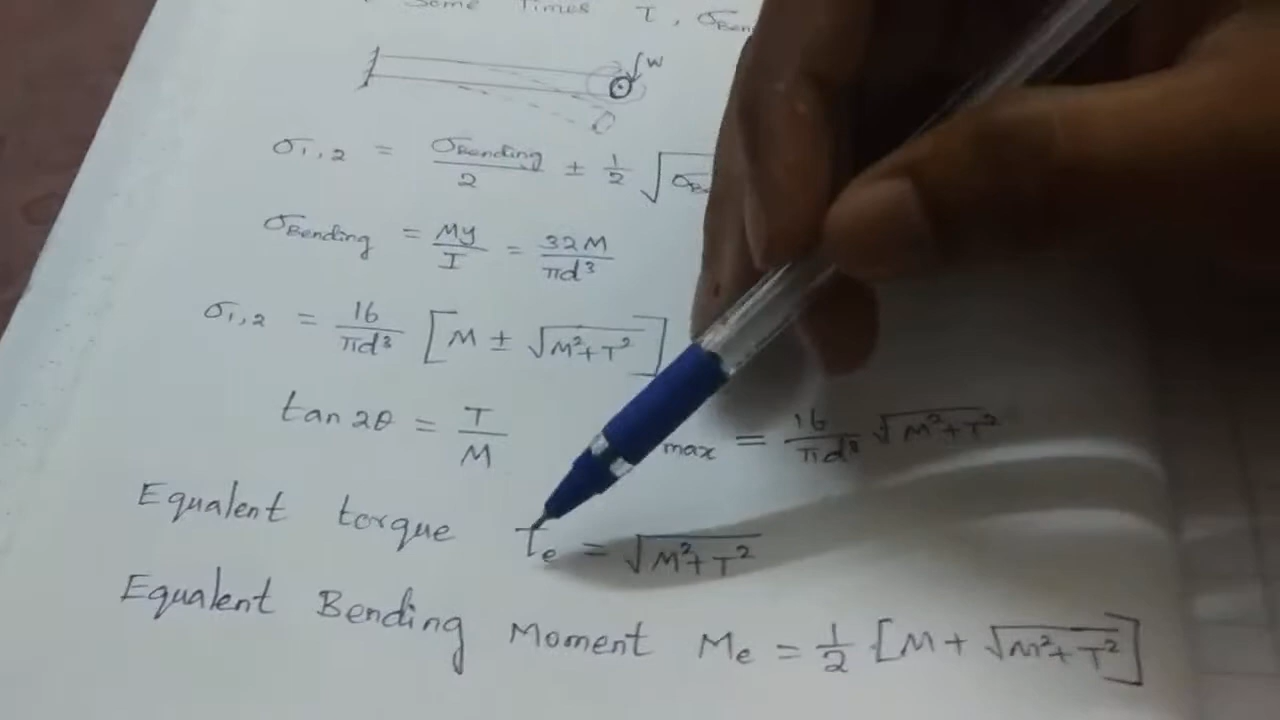 Some Times τ, σBen
W
σ1,2 = σBending/2 ± 1/2 √σB
σBending = My/I = 32M/πd³
σ1,2 = 16/πd³ [M ± √M²+T²]
tan 2θ = T/M
max = 16/πd³ √M²+T²
Equalent torque Te = √M²+T²
Equalent Bending Moment Me = 1/2 [M + √M²+T²]